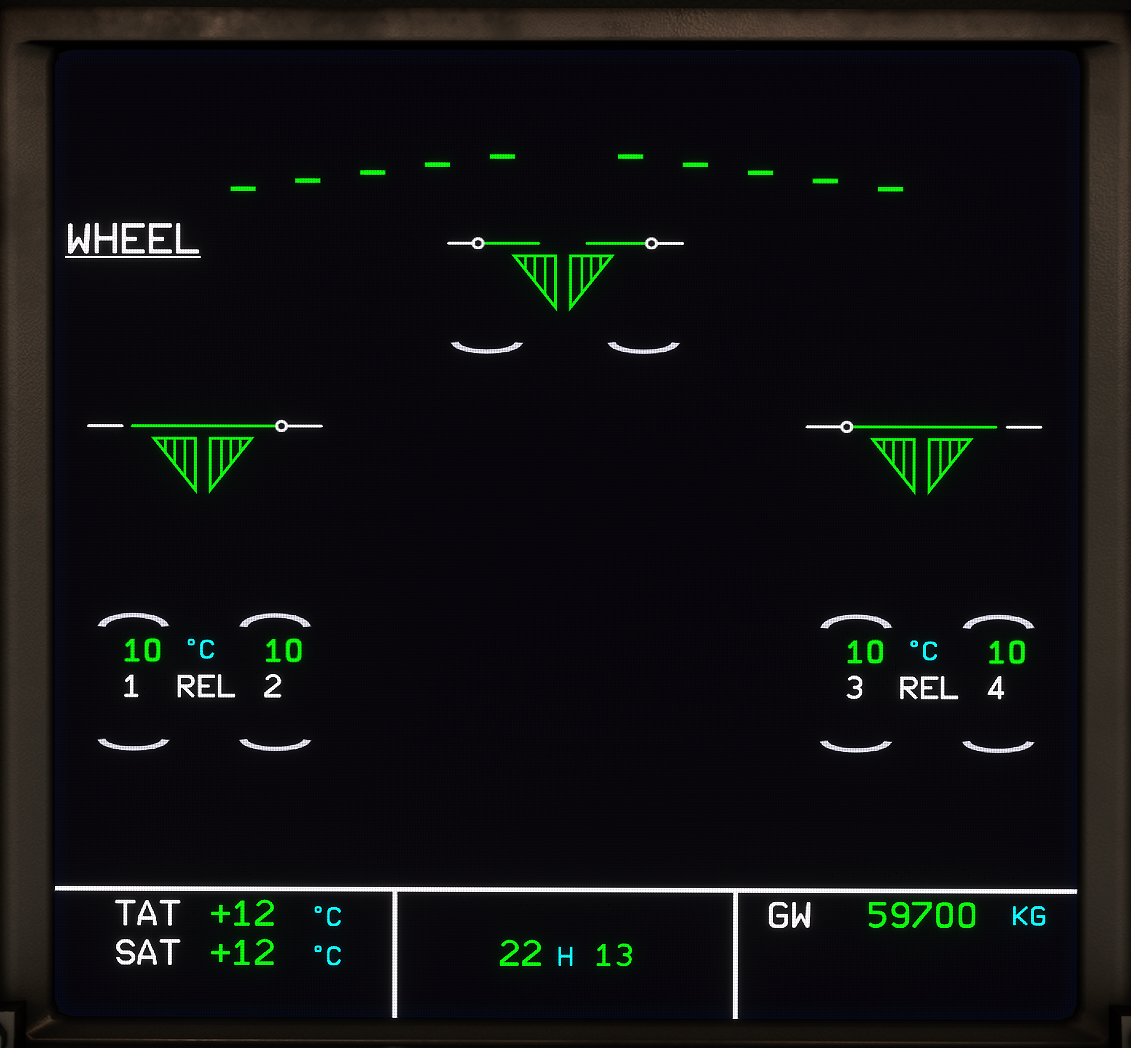 WHEEL
10 °C 10
1 REL 2
10 °C 10
3 REL 4
TAT +12 °C
SAT +12 °C
22 H 13
GW 59700 KG